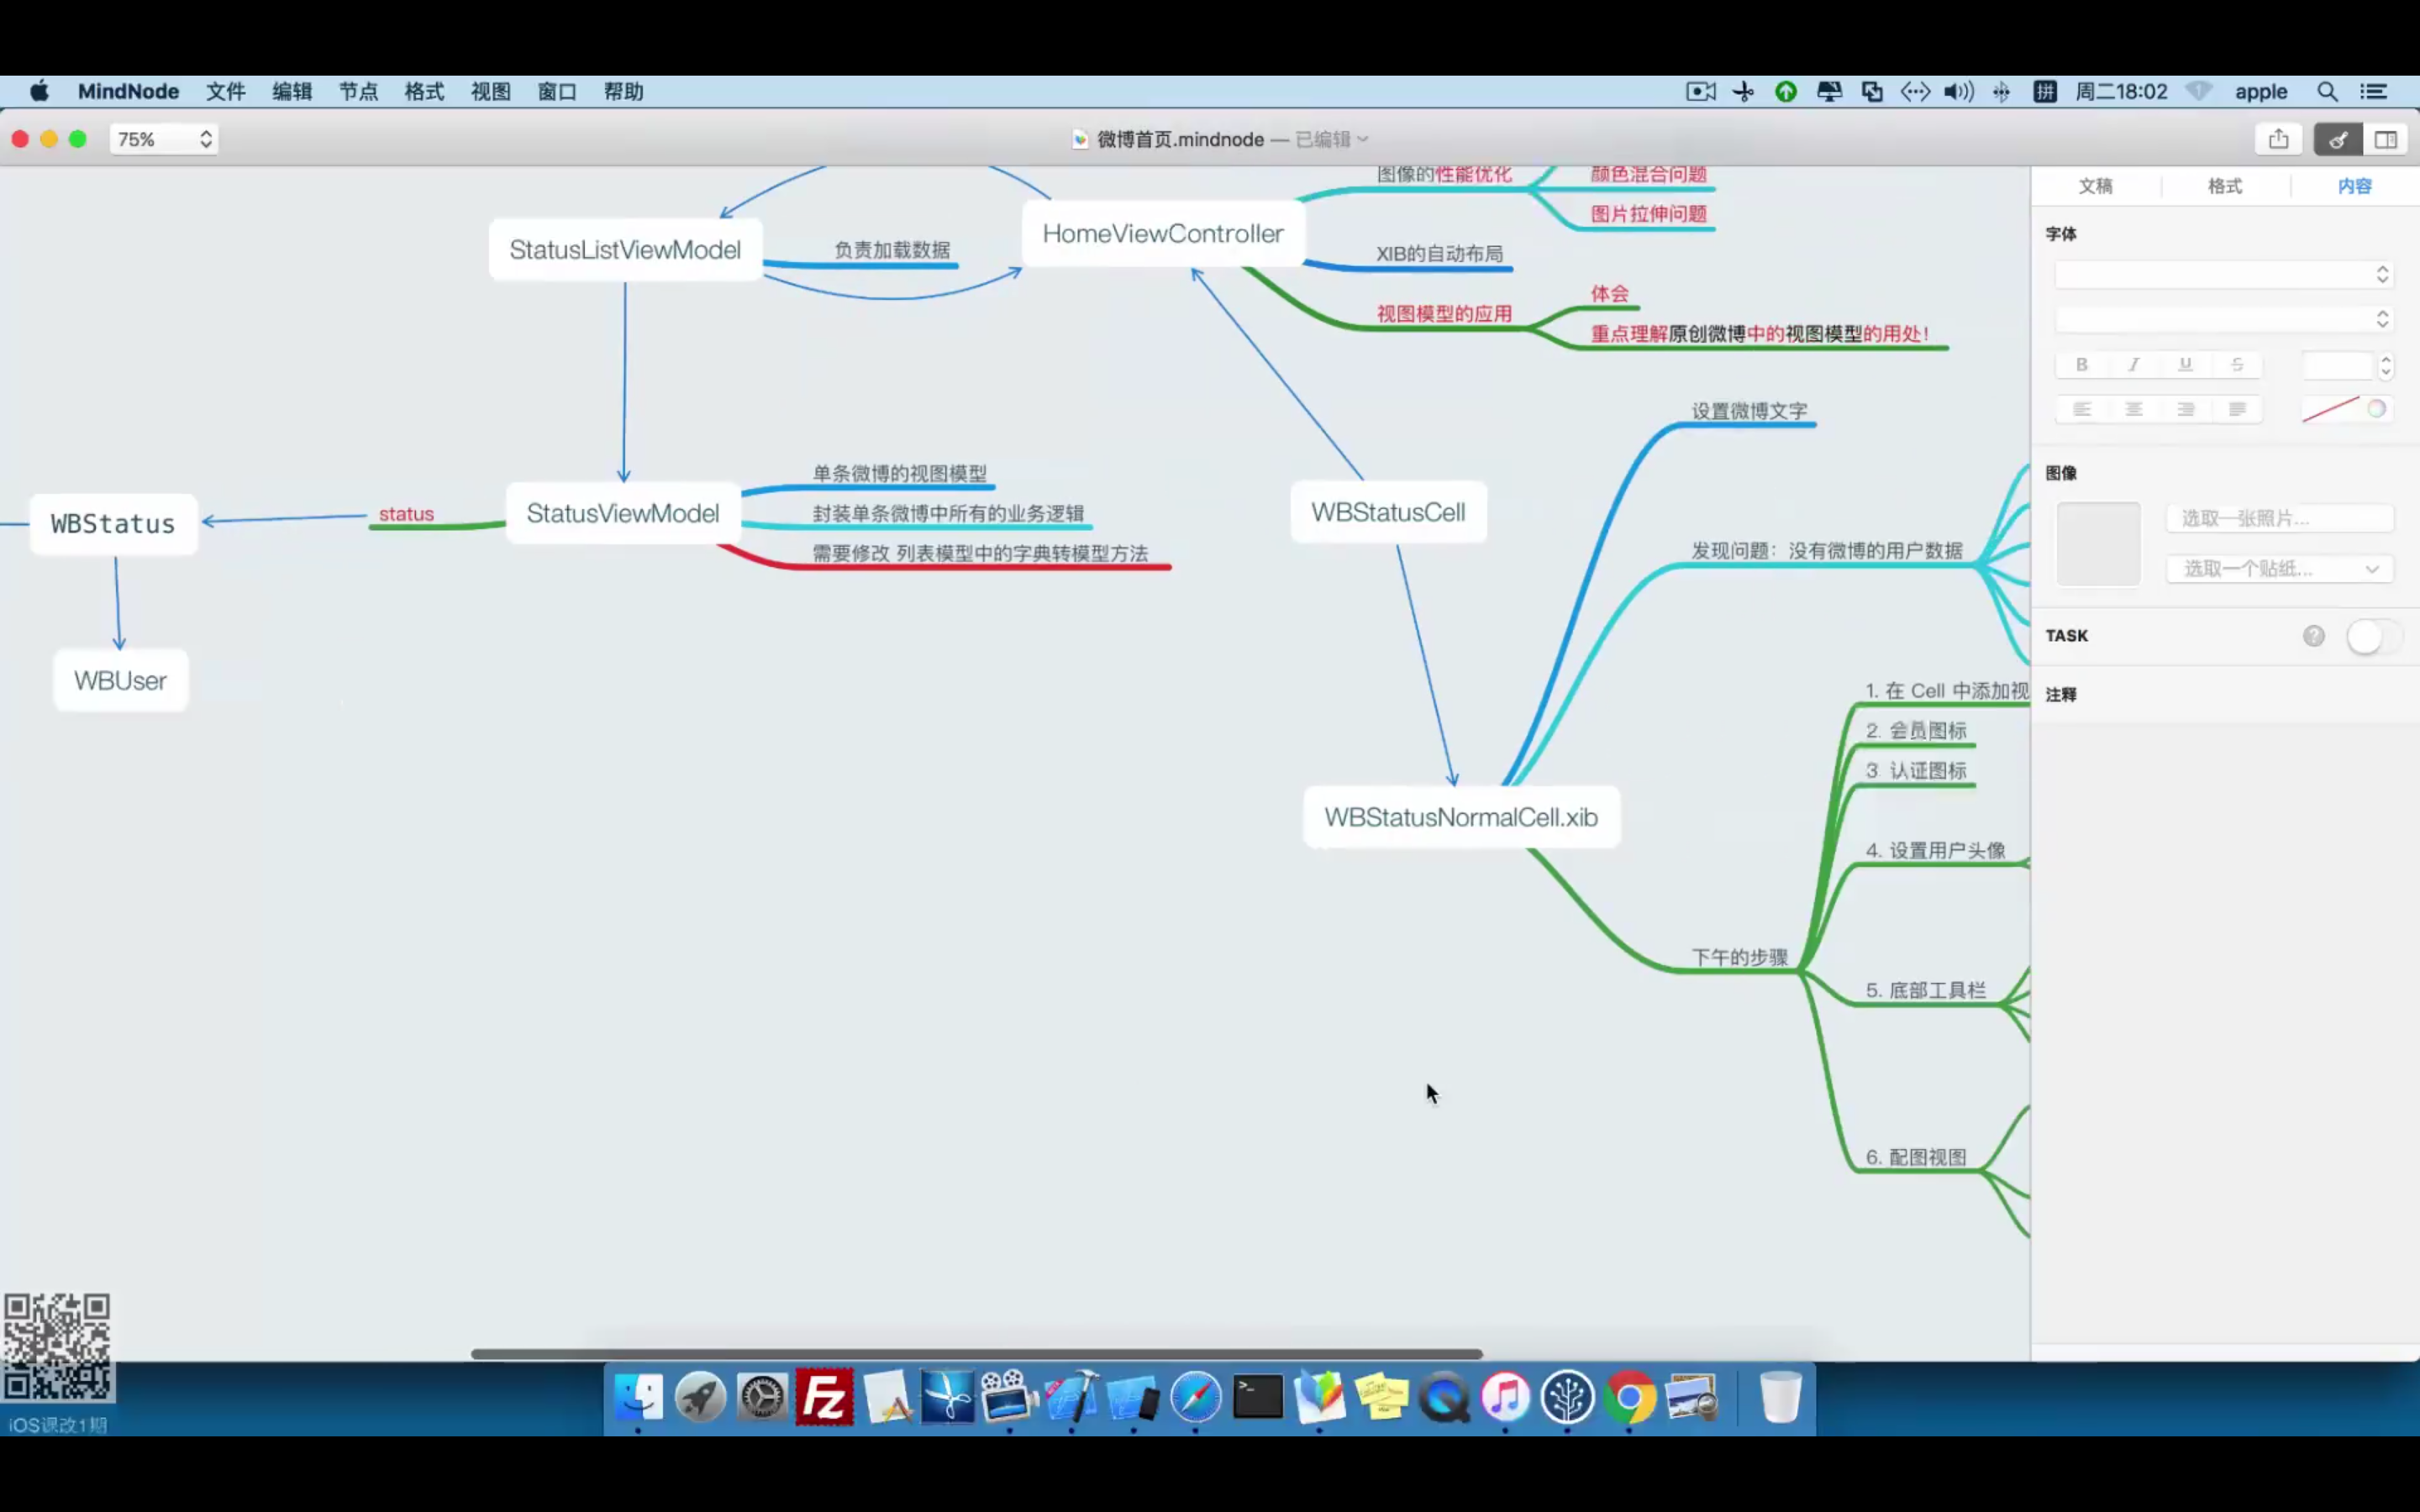 MindNode 文件 编辑 节点 格式 视图 窗口 帮助 拼 周二18:02 apple
75% 微博首页.mindnode — 已编辑
文稿 格式 内容
图像的性能优化
颜色混合问题
图片拉伸问题
HomeViewController
StatusListViewModel
负责加载数据
XIB的自动布局
视图模型的应用
体会
重点理解原创微博中的视图模型的用处！
设置微博文字
单条微博的视图模型
封装单条微博中所有的业务逻辑
需要修改 列表模型中的字典转模型方法
WBStatus
status
StatusViewModel
WBStatusCell
发现问题：没有微博的用户数据
WBUser
1. 在 Cell 中添加视
2. 会员图标
3. 认证图标
WBStatusNormalCell.xib
4. 设置用户头像
下午的步骤
5. 底部工具栏
6. 配图视图
字体
B I U S
图像
选取一张照片...
选取一个贴纸...
TASK ?
注释
iOS课改1期
Fz